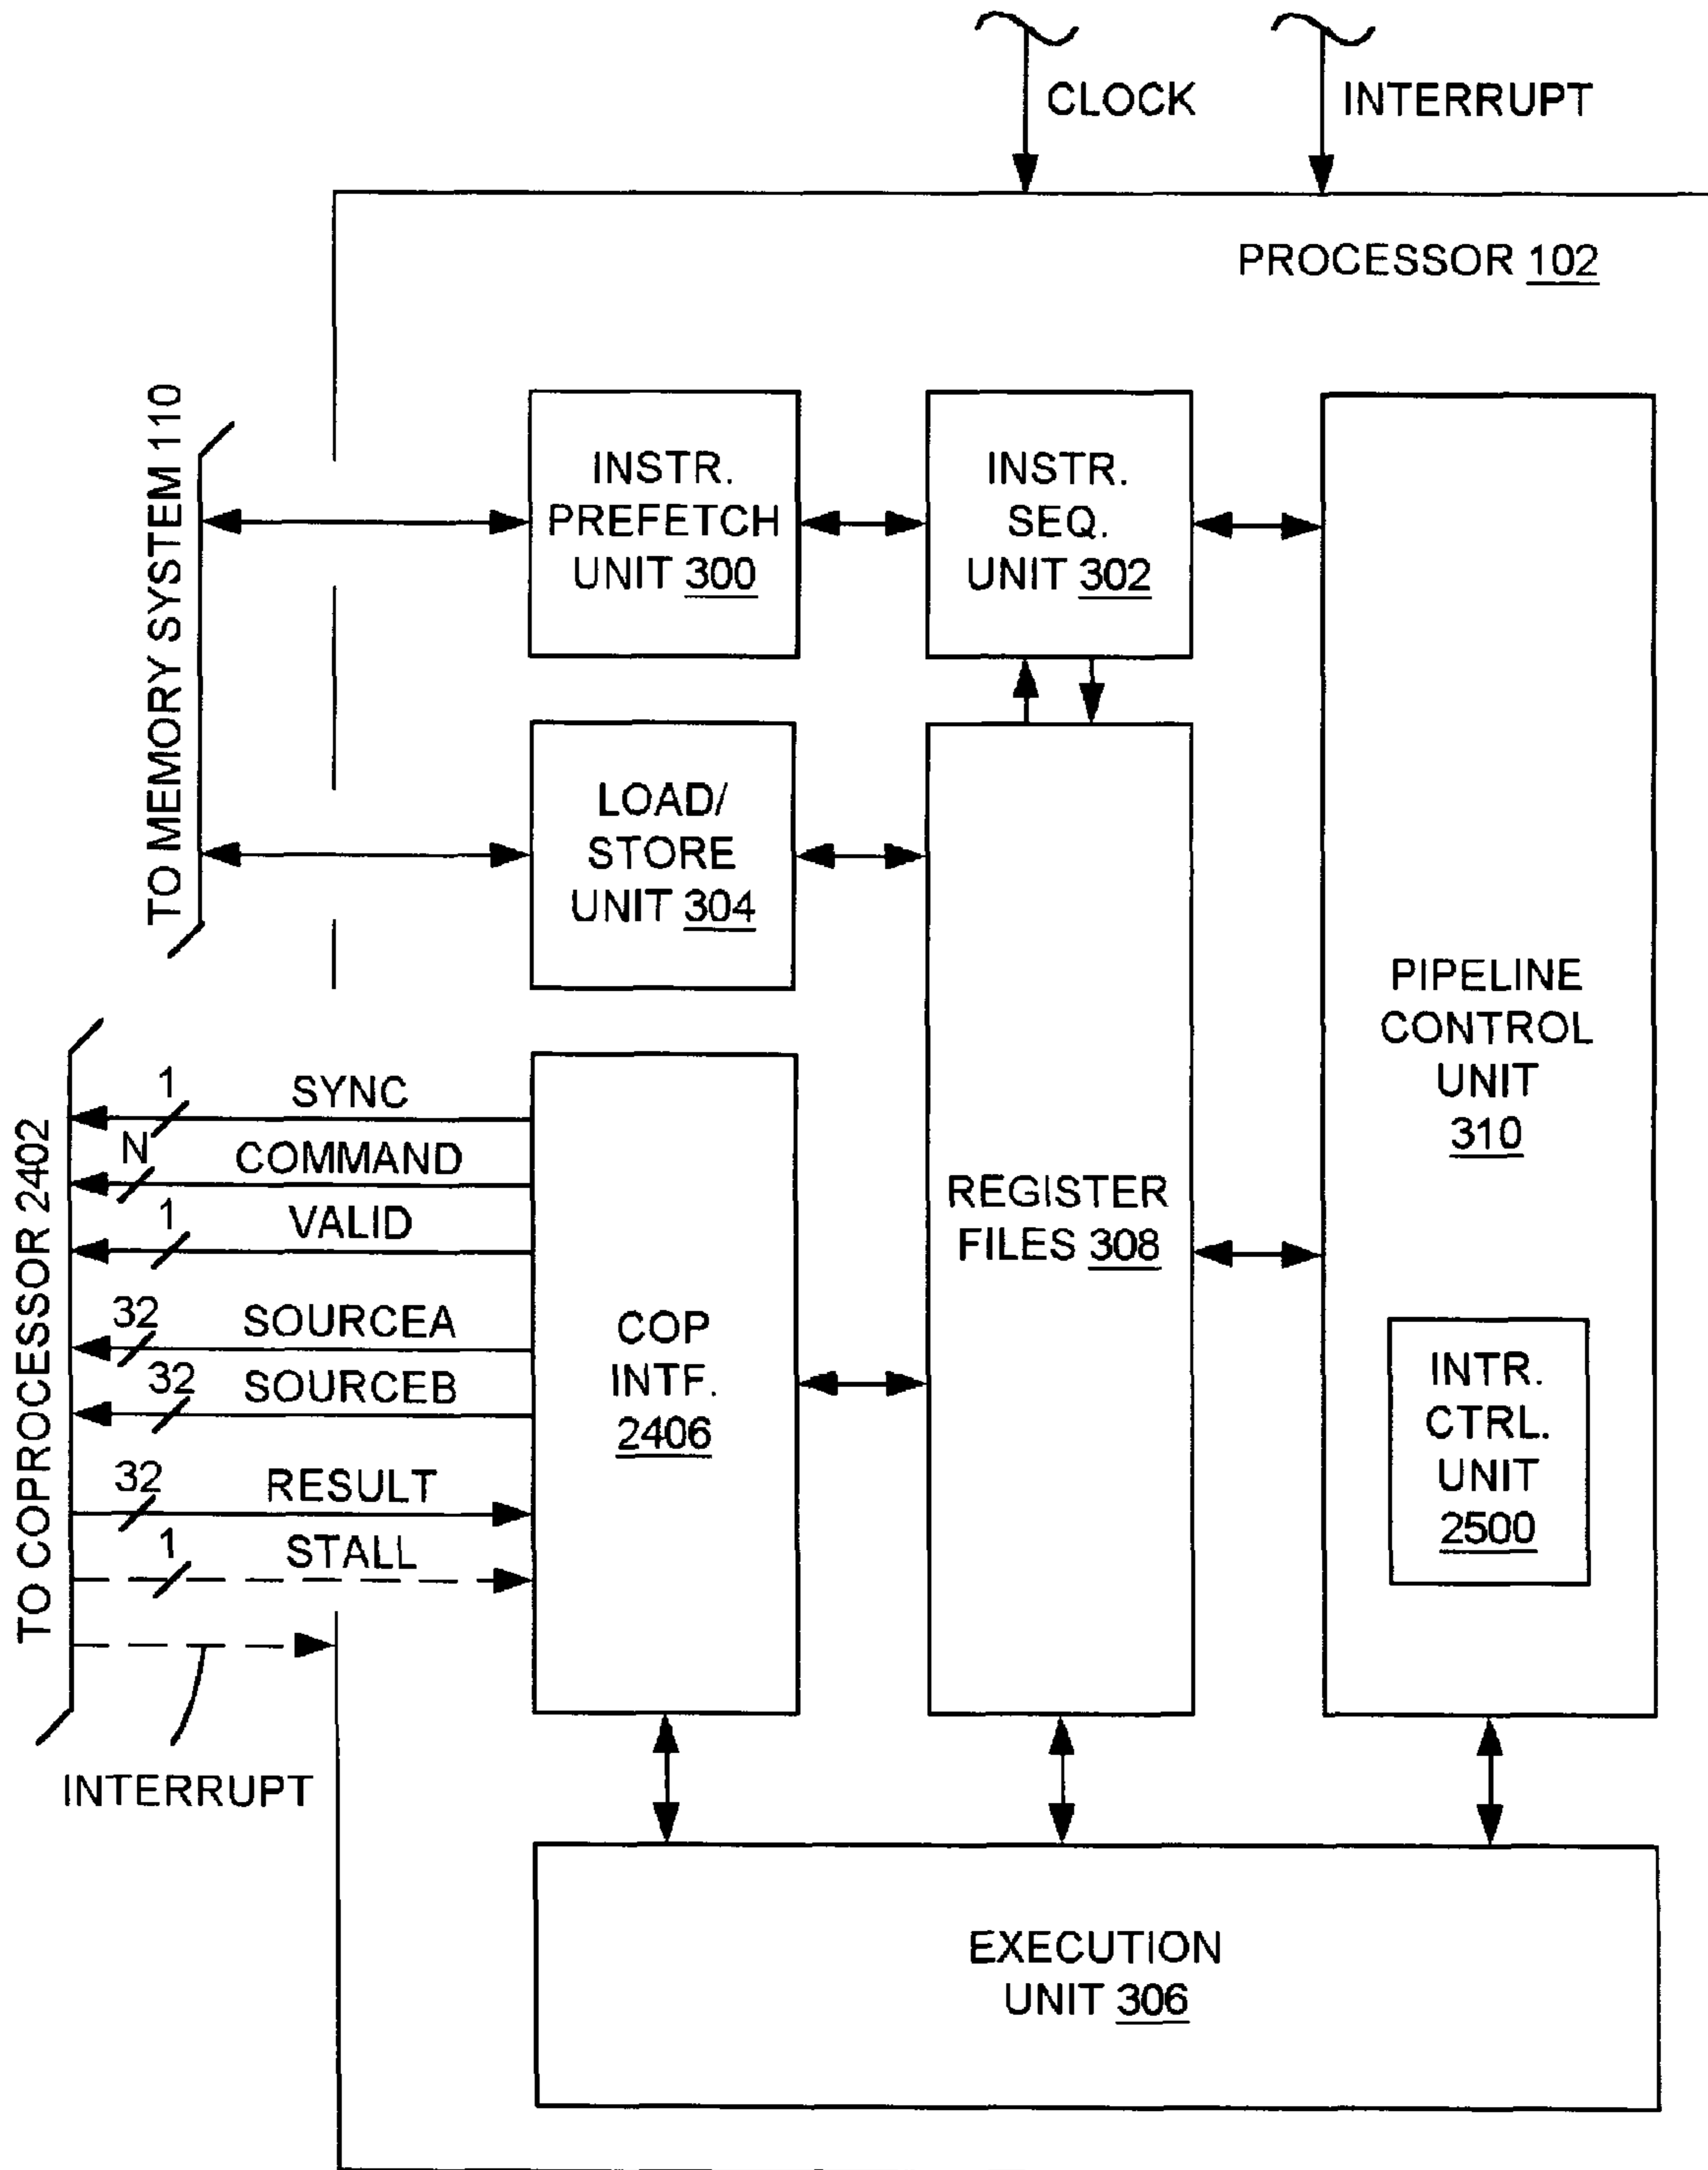 CLOCK
INTERRUPT
PROCESSOR 102
TO MEMORY SYSTEM 110
INSTR.
PREFETCH
UNIT 300
INSTR.
SEQ.
UNIT 302
LOAD/
STORE
UNIT 304
PIPELINE
CONTROL
UNIT
310
TO COPROCESSOR 2402
1
SYNC
N
COMMAND
1
VALID
32
SOURCEA
32
SOURCEB
32
RESULT
1
STALL
INTERRUPT
COP
INTF.
2406
REGISTER
FILES 308
INTR.
CTRL.
UNIT
2500
EXECUTION
UNIT 306